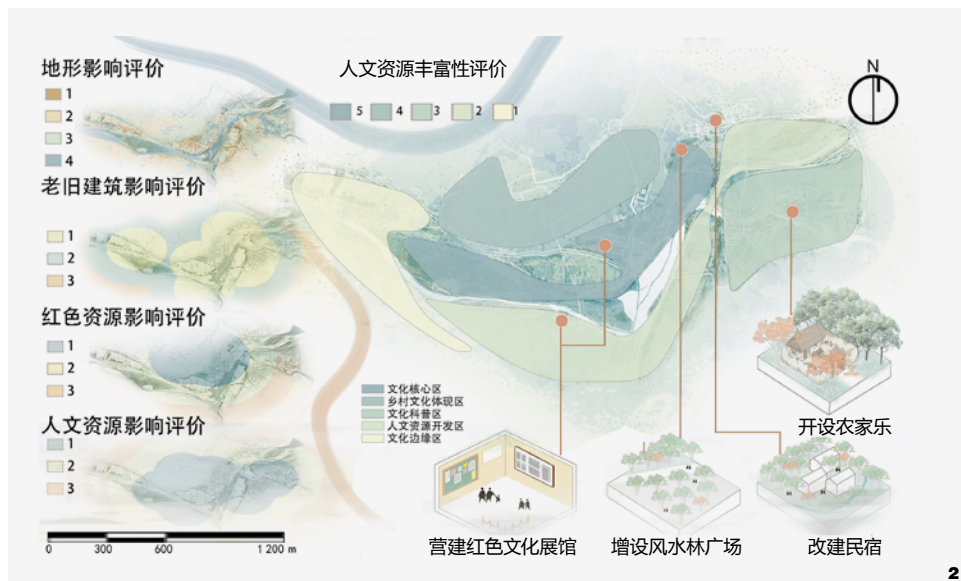 地形影响评价
1
2
3
4
老旧建筑影响评价
1
2
3
红色资源影响评价
1
2
3
人文资源影响评价
1
2
3
0 300 600 1 200 m
人文资源丰富性评价
5 4 3 2 1
N
文化核心区
乡村文化体现区
文化科普区
人文资源开发区
文化边缘区
开设农家乐
营建红色文化展馆
增设风水林广场
改建民宿
2